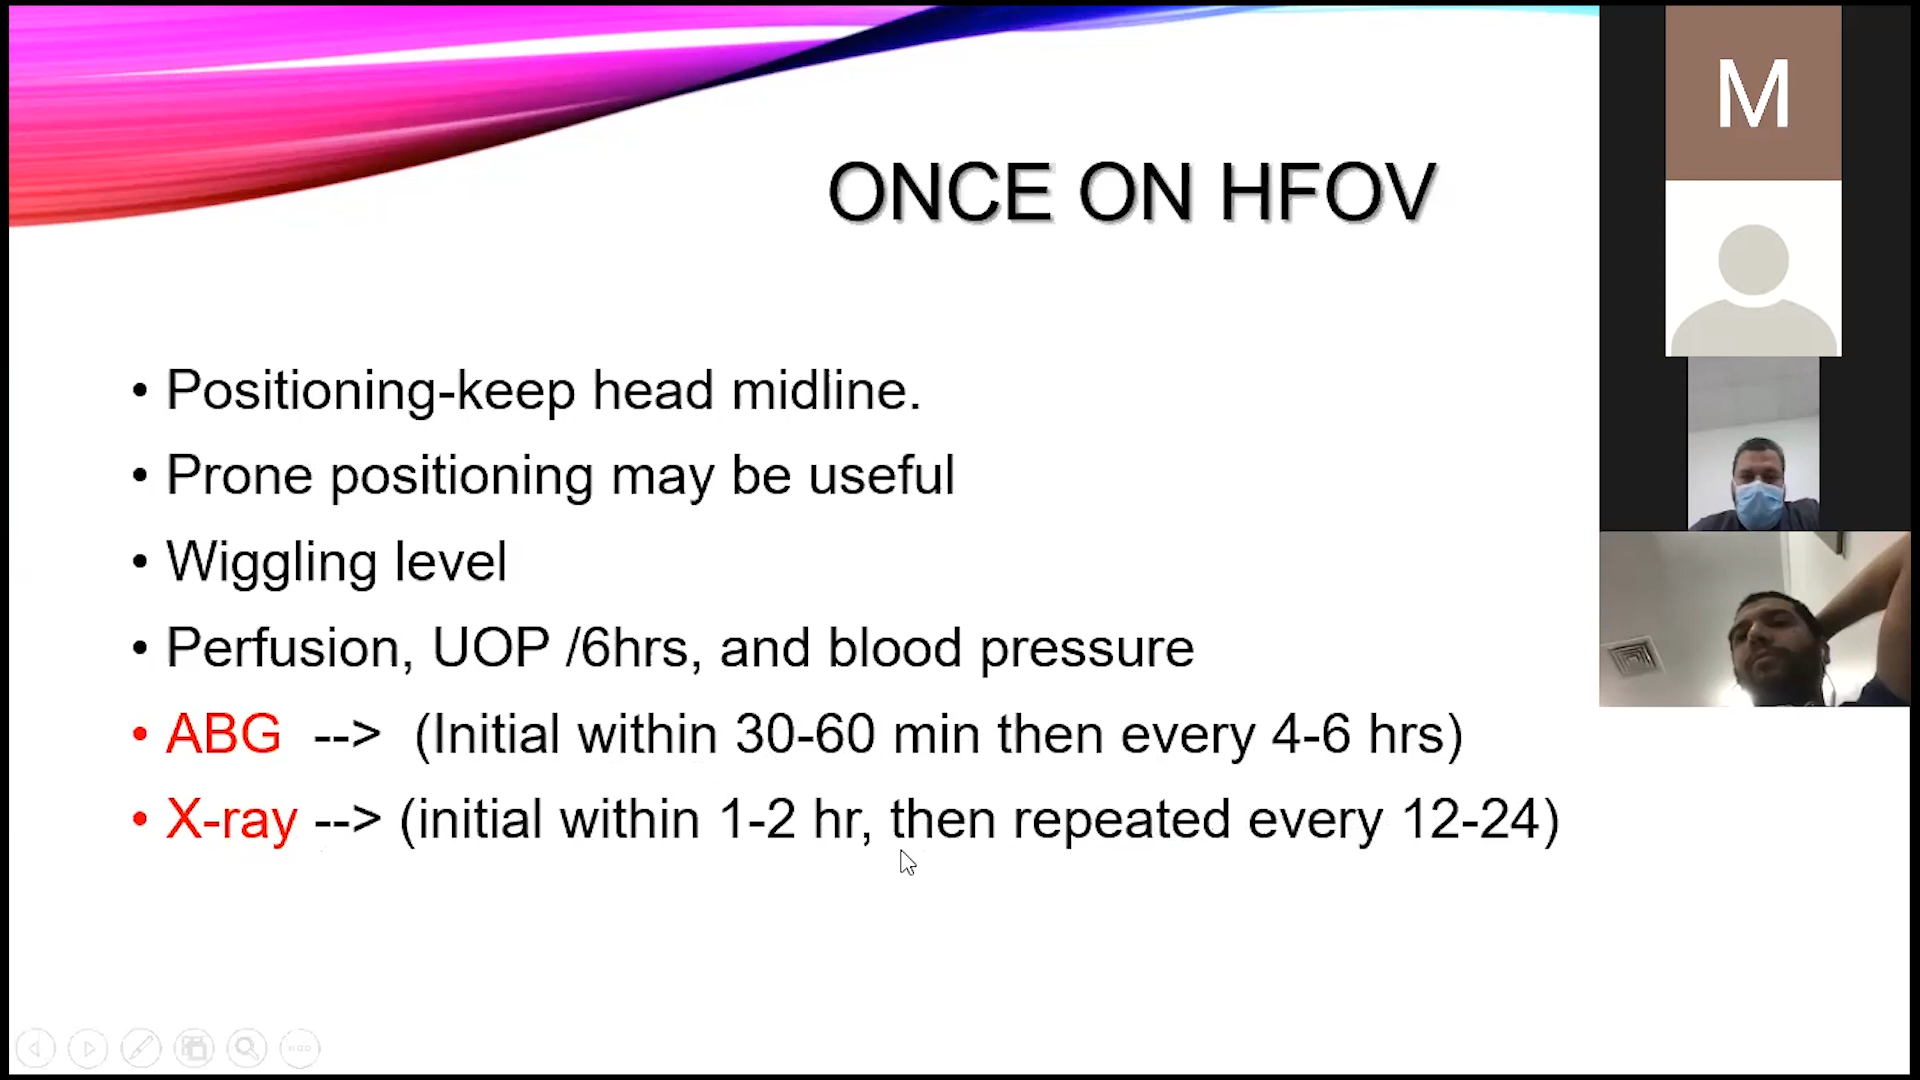 ONCE ON HFOV
• Positioning-keep head midline.
• Prone positioning may be useful
• Wiggling level
• Perfusion, UOP /6hrs, and blood pressure
• ABG --> (Initial within 30-60 min then every 4-6 hrs)
• X-ray --> (initial within 1-2 hr, then repeated every 12-24)
M